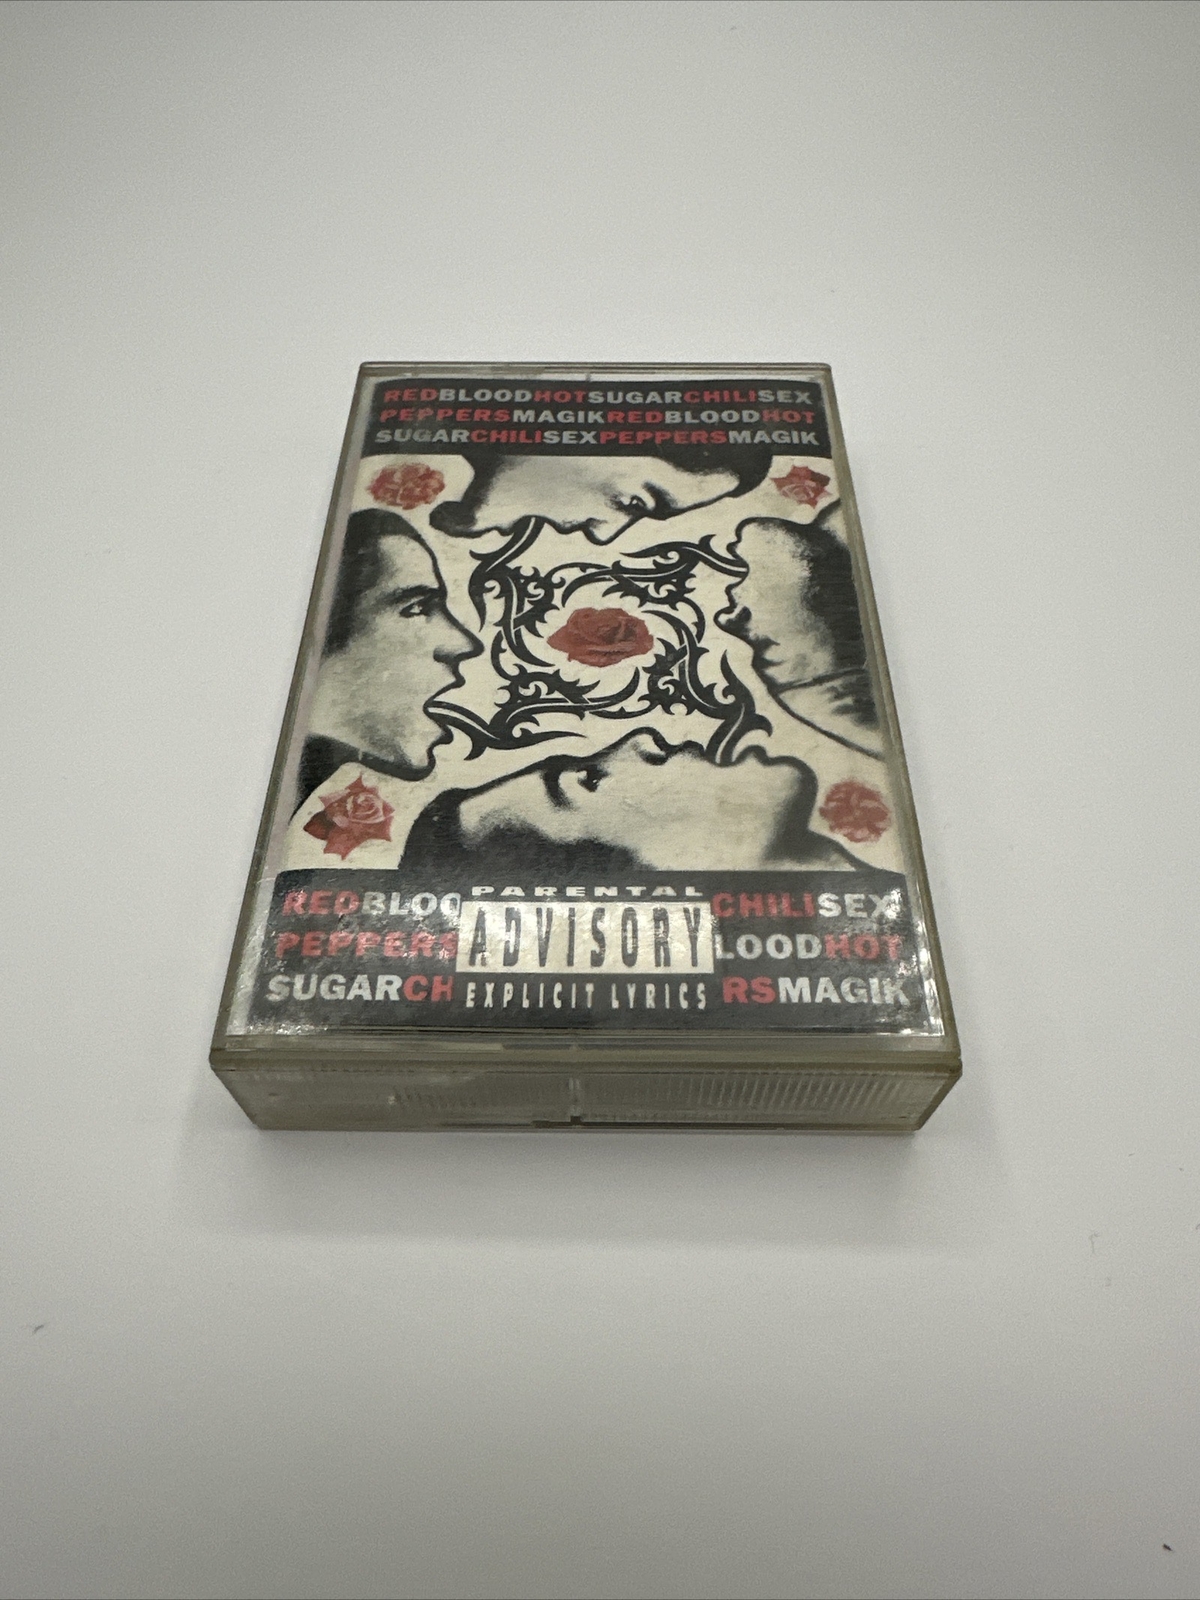 REDBLOODHOTSUGARCHILISEX
PEPPERSMAGIKREDBLOODHOT
SUGARCHILISEXPEPPERSMAGIK
REDBLOO PARENTAL CHILISEX
PEPPERS ADVISORY LOODHOT
SUGARCH EXPLICIT LYRICS RSMAGIK